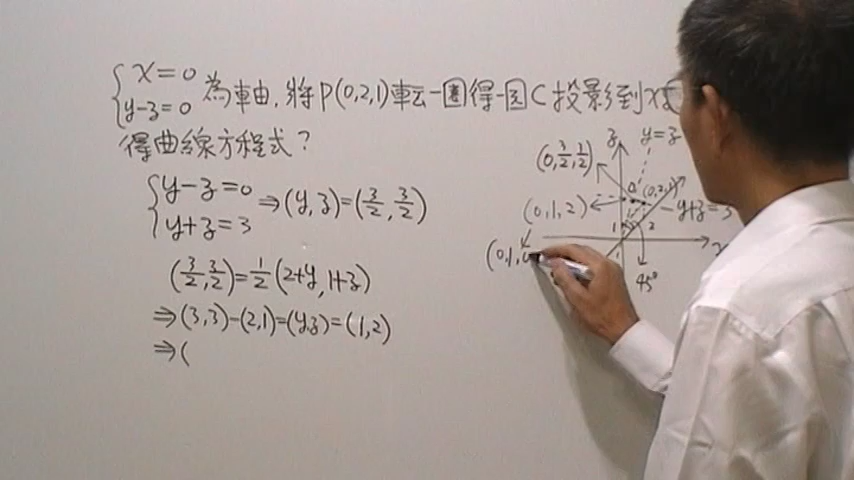 { x=0
{ y-z=0 為軸, 將P(0,2,1)轉一圈得一圓C投影到x
得曲線方程式?
{ y-z=0
{ y+z=3 ⇒(y,z)=(3/2,3/2)
(3/2,3/2)=1/2(2+y,1+z)
⇒(3,3)-(2,1)=(y,z)=(1,2)
⇒(
z y=z
(0,3/2,3/2)
(0,2,1)
(0,1,2) y+z=3
1 2
(0,1,
45°